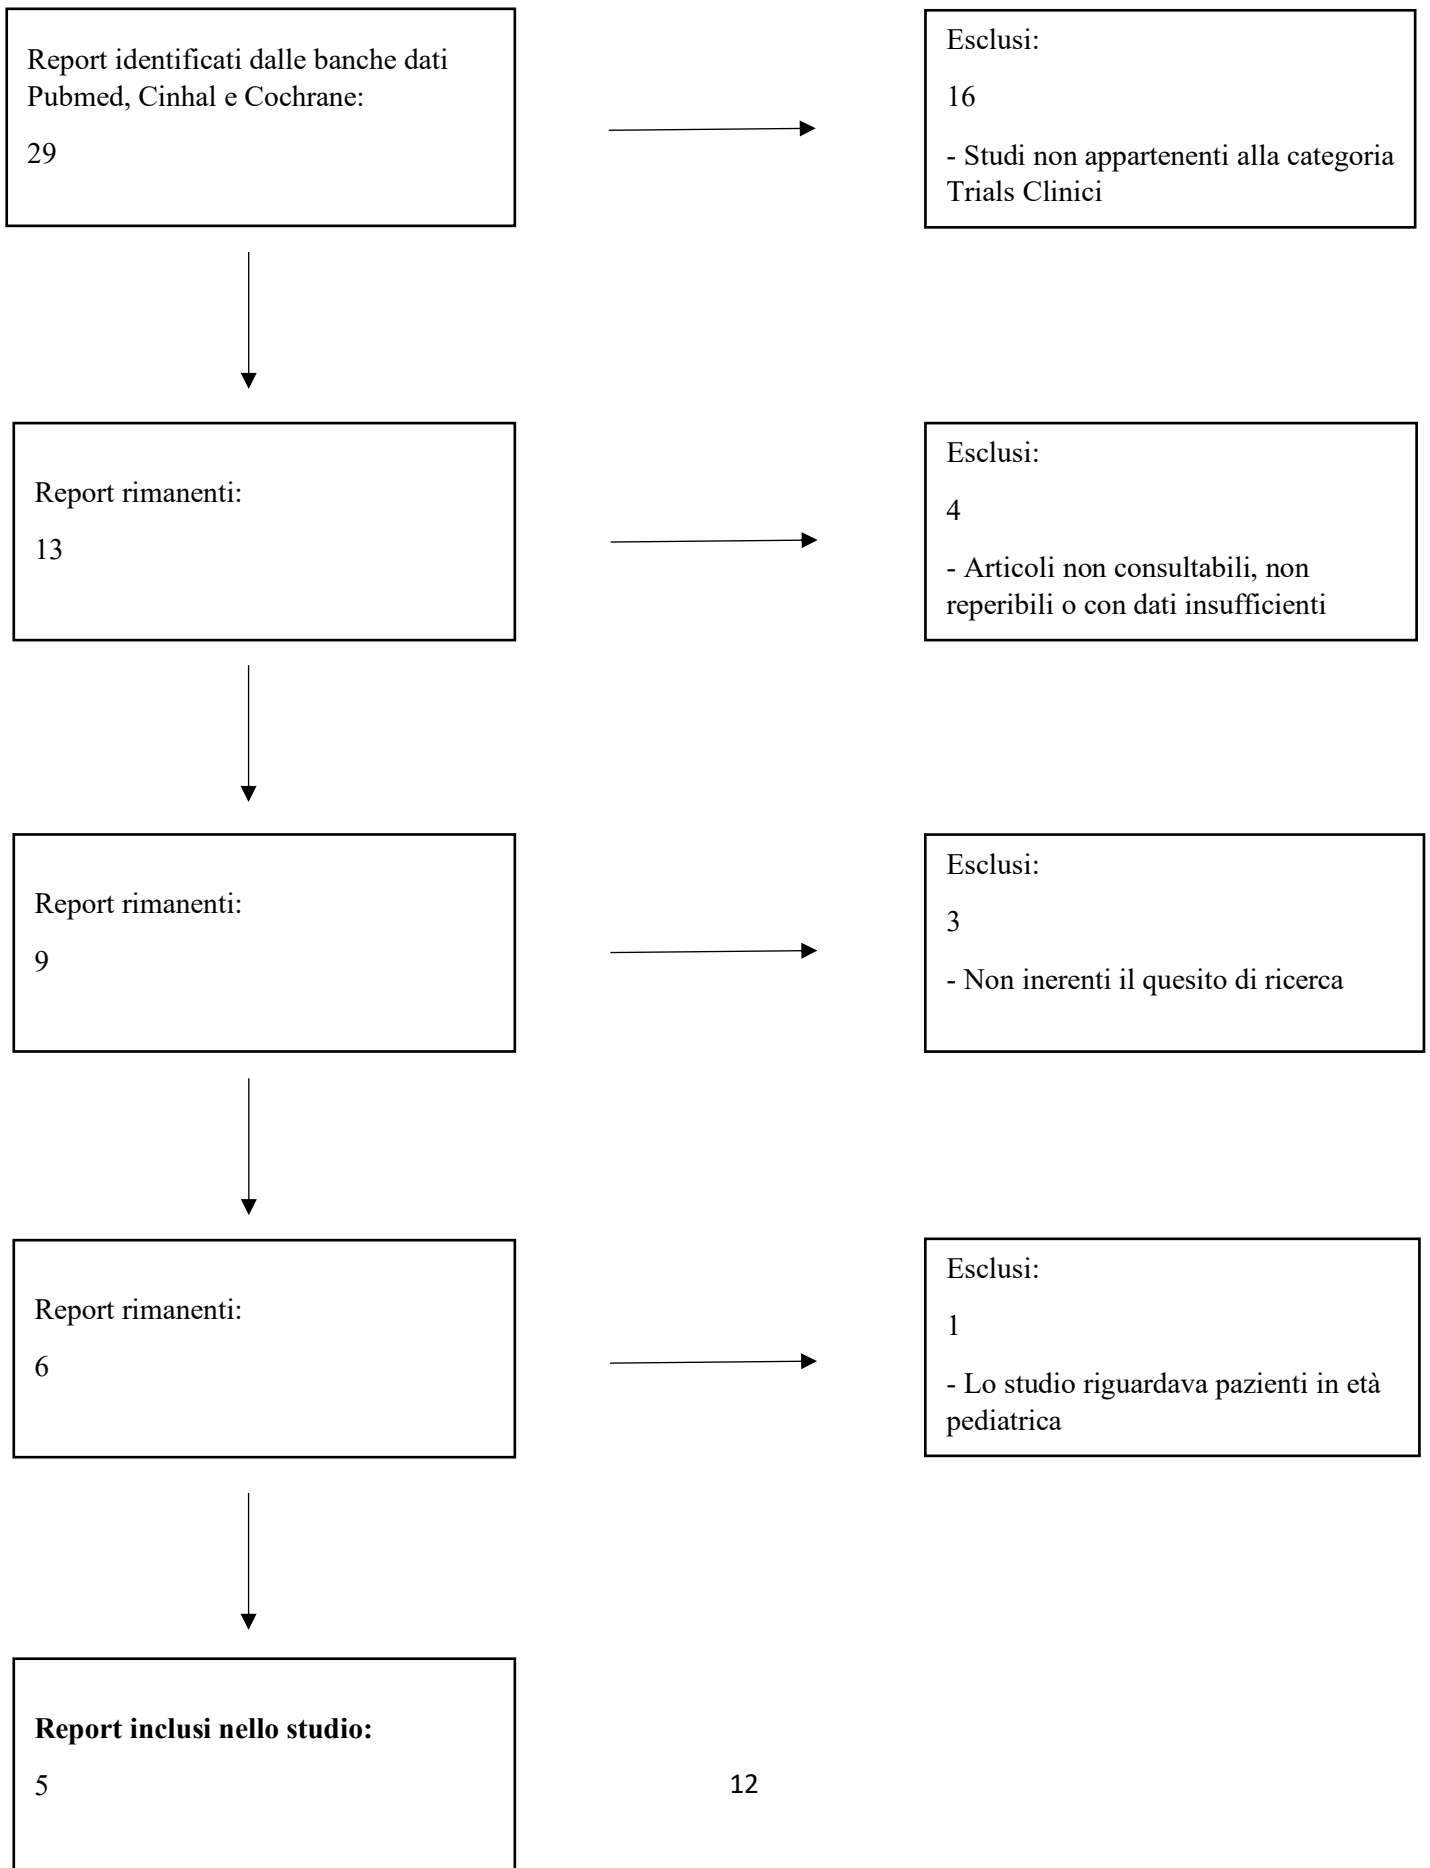 Report identificati dalle banche dati
Pubmed, Cinhal e Cochrane:
29
Esclusi:
16
- Studi non appartenenti alla categoria
Trials Clinici
Report rimanenti:
13
Esclusi:
4
- Articoli non consultabili, non
reperibili o con dati insufficienti
Report rimanenti:
9
Esclusi:
3
- Non inerenti il quesito di ricerca
Report rimanenti:
6
Esclusi:
1
- Lo studio riguardava pazienti in età
pediatrica
Report inclusi nello studio:
5
12